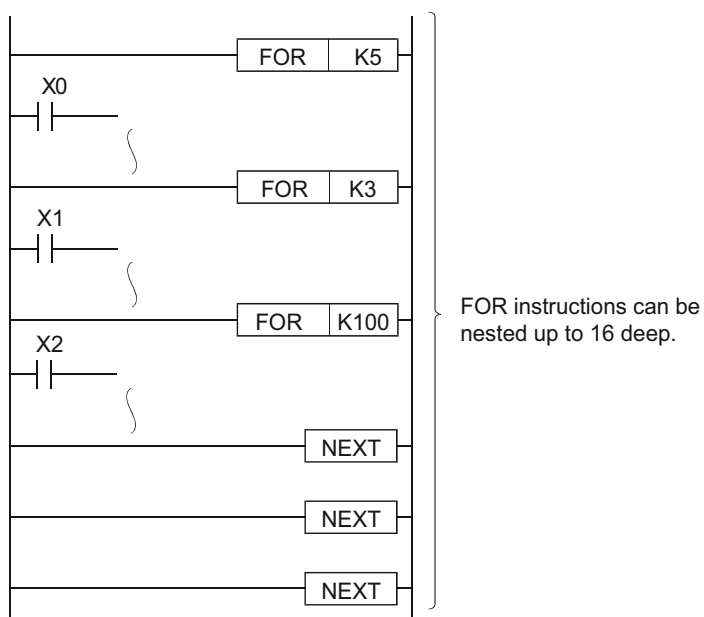 FOR K5
X0
FOR K3
X1
FOR K100
X2
NEXT
NEXT
NEXT
FOR instructions can be
nested up to 16 deep.